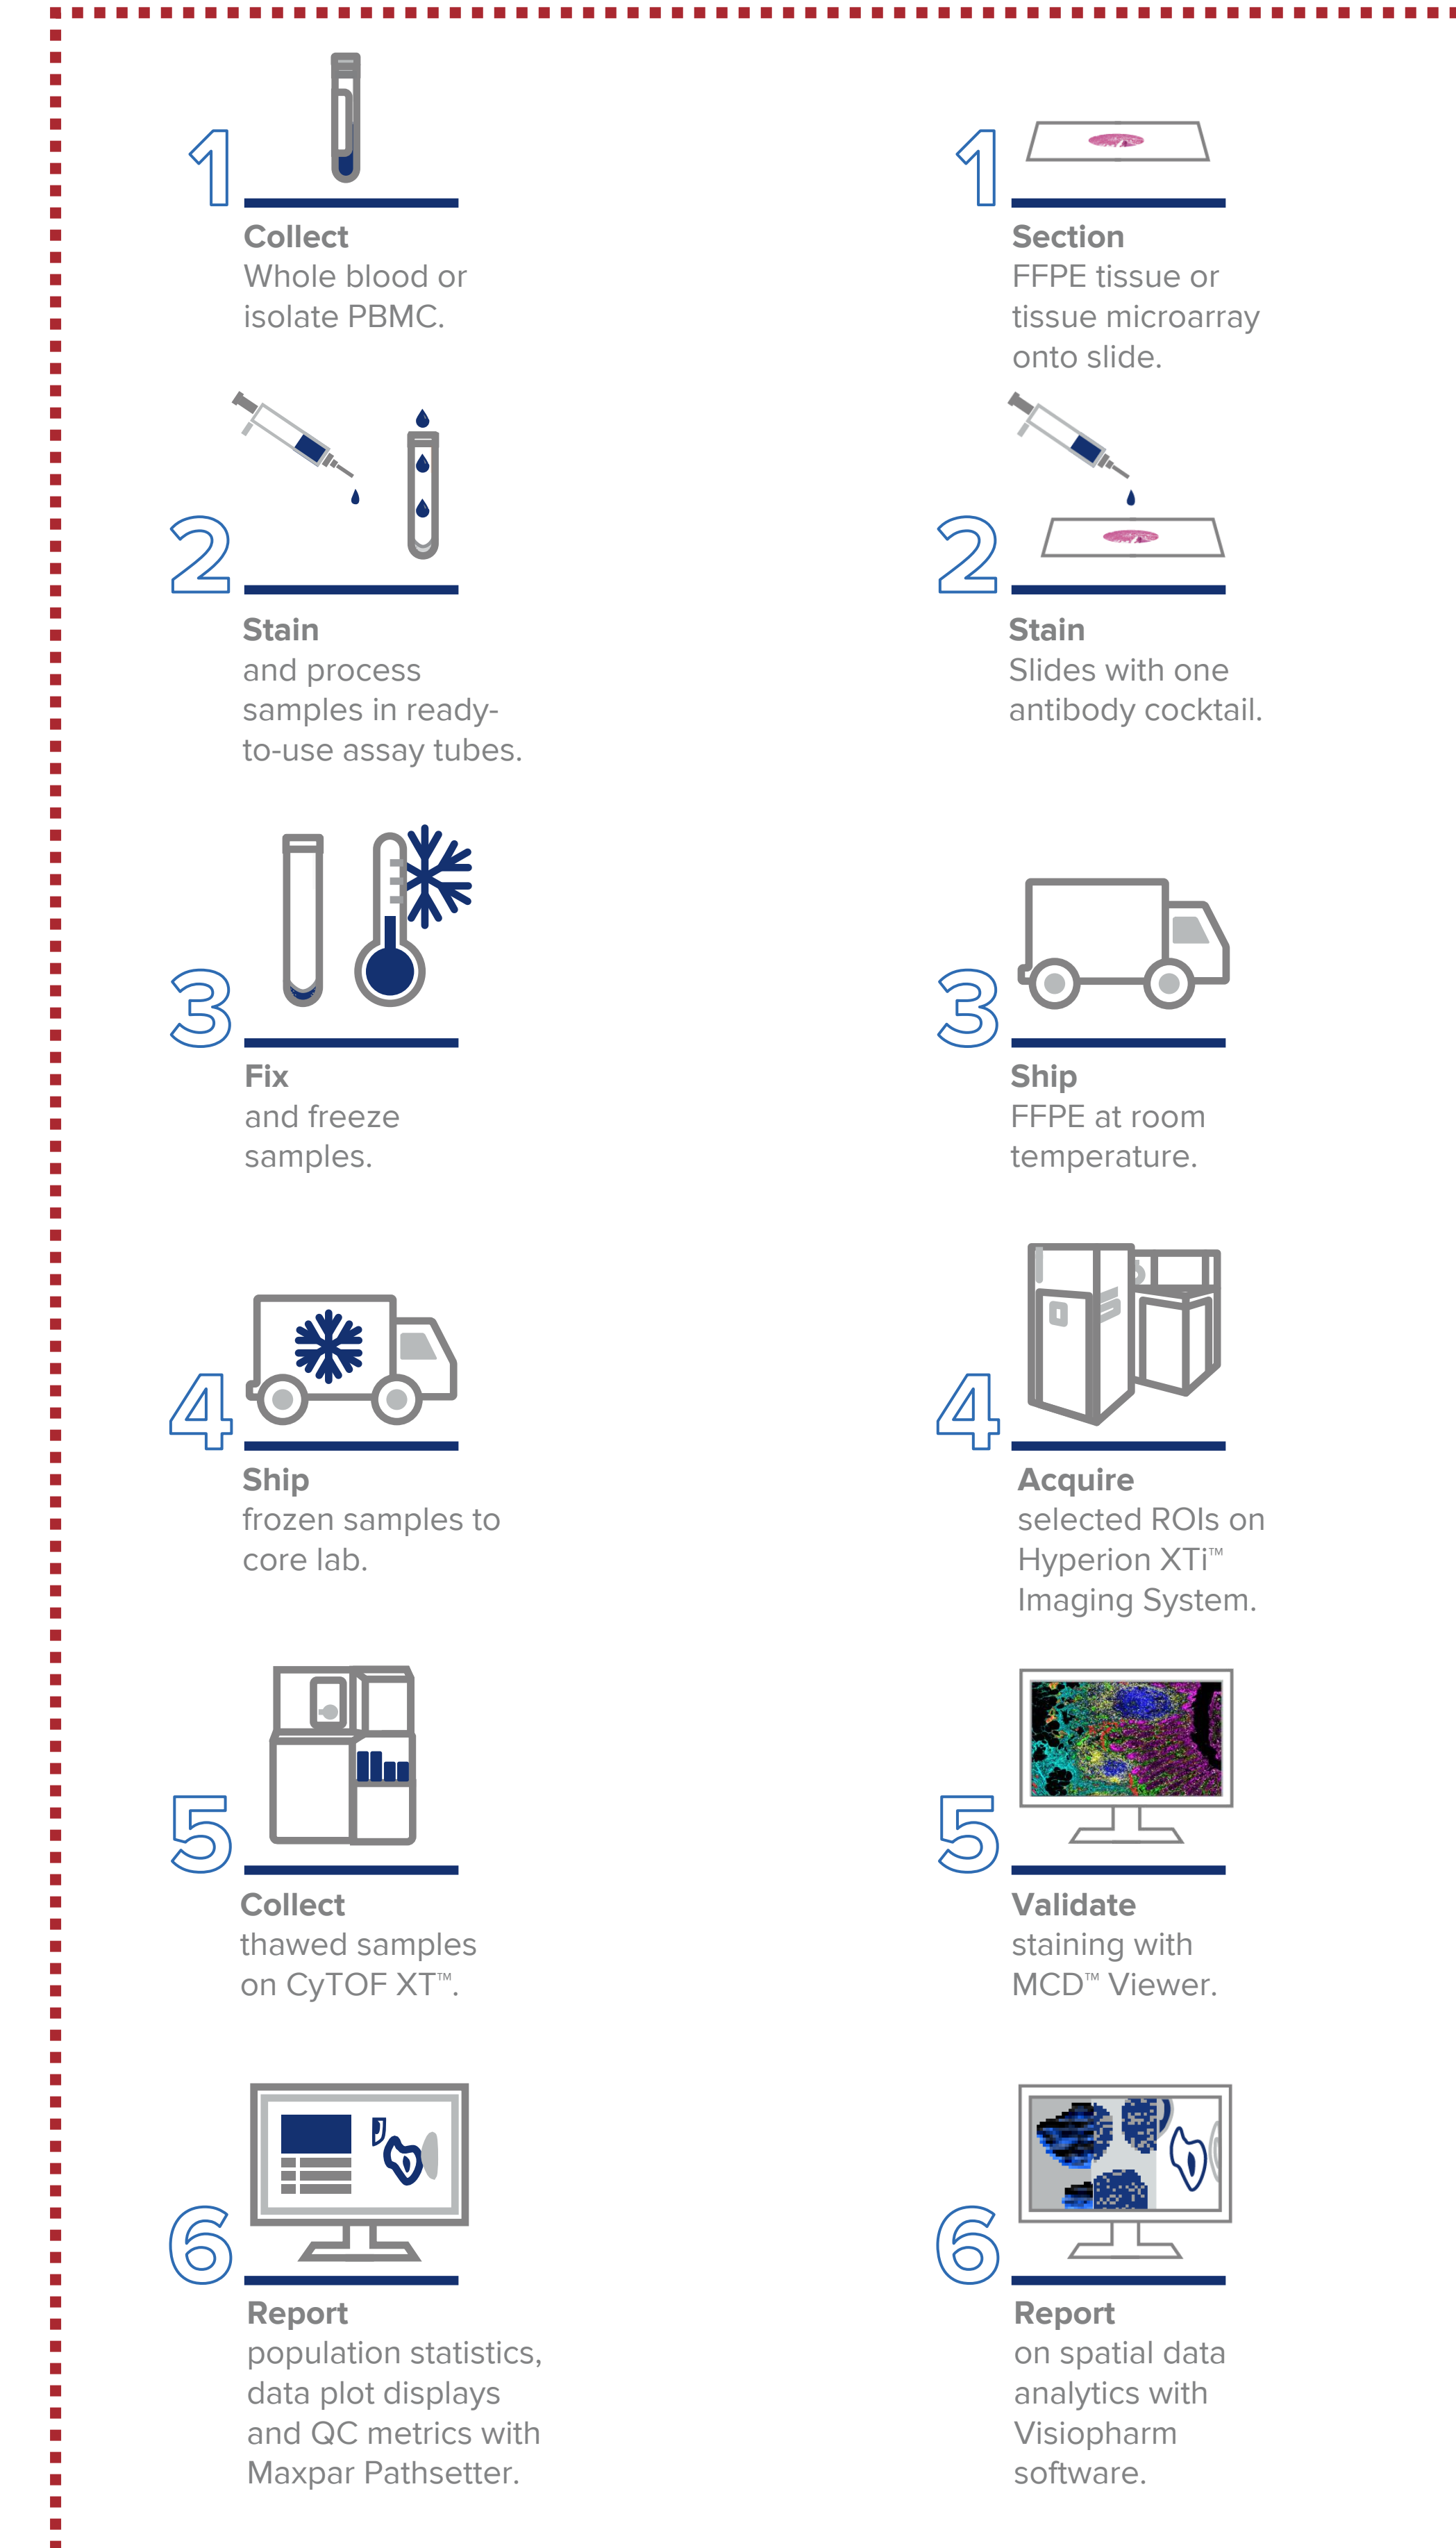 1
Collect
Whole blood or
isolate PBMC.
2
Stain
and process
samples in ready-
to-use assay tubes.
3
Fix
and freeze
samples.
4
Ship
frozen samples to
core lab.
5
Collect
thawed samples
on CyTOF XT™.
6
Report
population statistics,
data plot displays
and QC metrics with
Maxpar Pathsetter.
1
Section
FFPE tissue or
tissue microarray
onto slide.
2
Stain
Slides with one
antibody cocktail.
3
Ship
FFPE at room
temperature.
4
Acquire
selected ROIs on
Hyperion XTi™
Imaging System.
5
Validate
staining with
MCD™ Viewer.
6
Report
on spatial data
analytics with
Visiopharm
software.